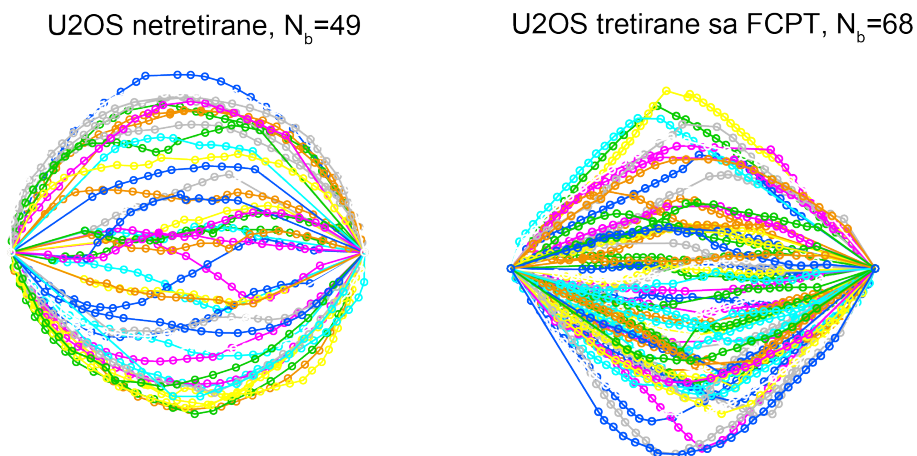 U2OS netretirane, N_b=49
U2OS tretirane sa FCPT, N_b=68